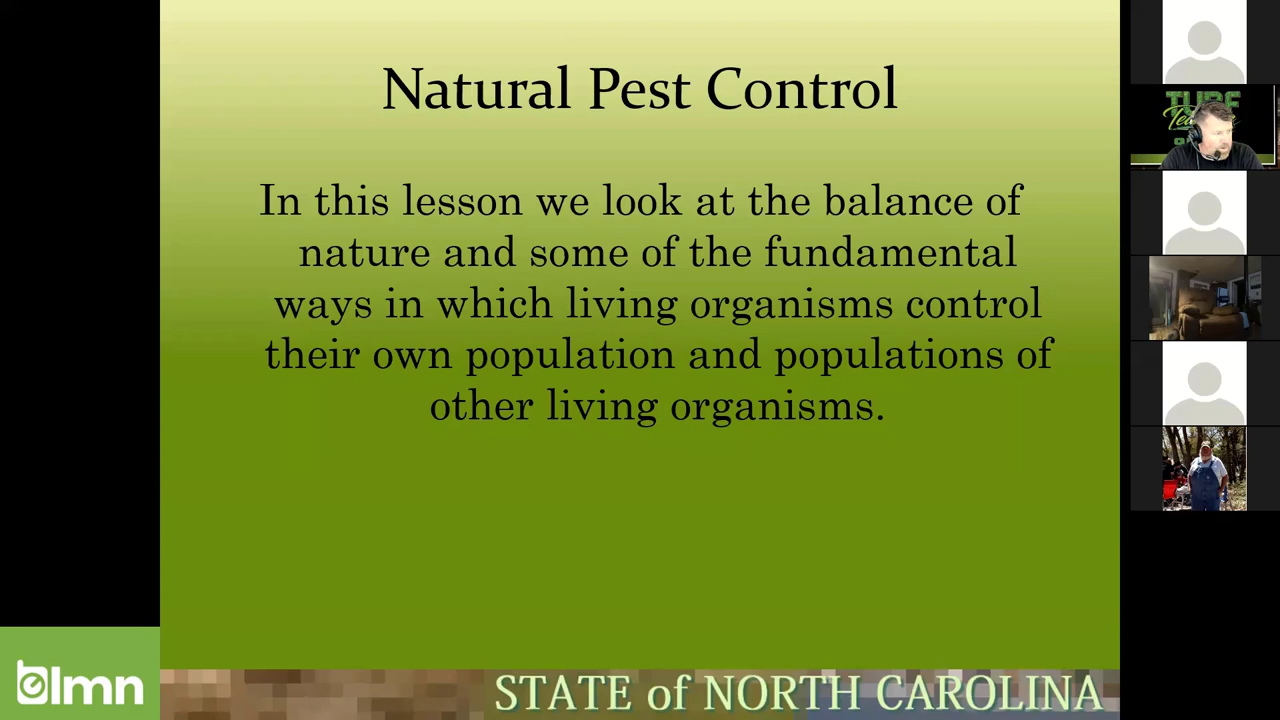 Natural Pest Control
In this lesson we look at the balance of
nature and some of the fundamental
ways in which living organisms control
their own population and populations of
other living organisms.
STATE of NORTH CAROLINA
lmn
TURF